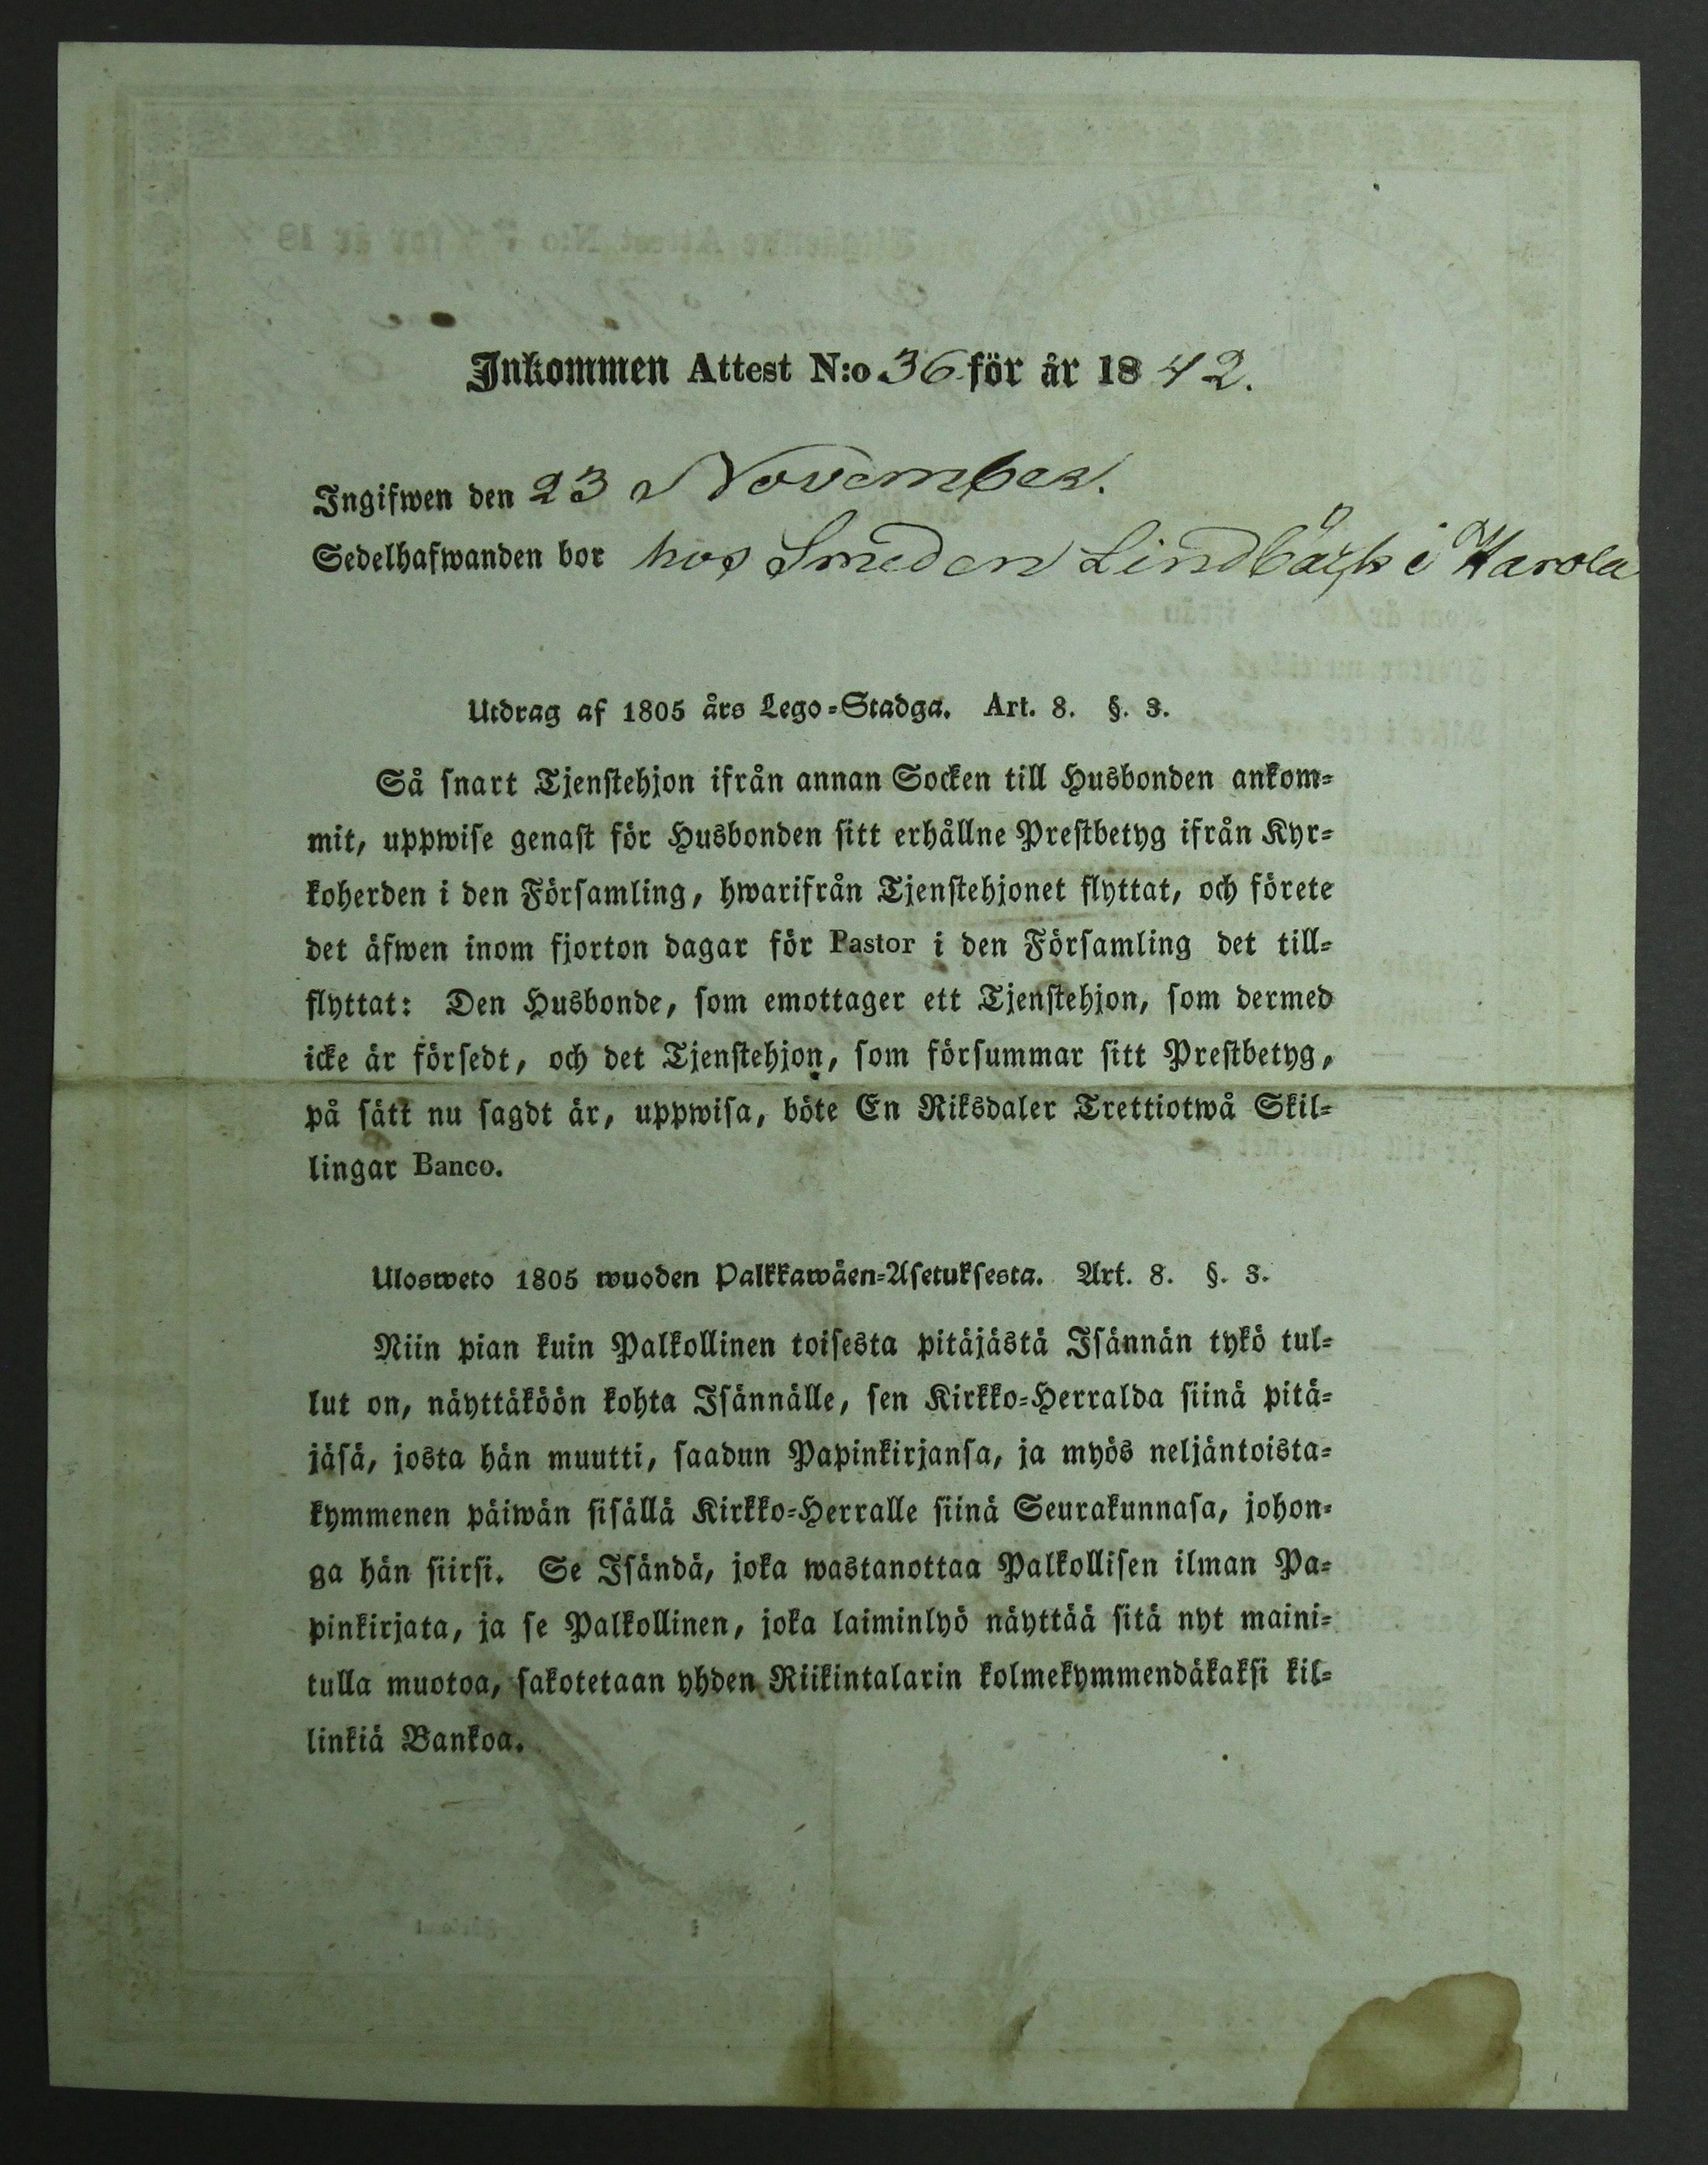 Inkommen Attest N:o 36 för år 1842.
Ingifwen den 23 November.
Sedelhafwanden bor hos Smeden Lindbäck i Karola
Utdrag af 1805 års Lego-Stadga. Art. 8. §. 3.
Så snart Tjenstehjon ifrån annan Socken till Husbonden ankom-
mit, uppwise genast för Husbonden sitt erhållne Prestbetyg ifrån Kyr-
koherden i den Församling, hwarifrån Tjenstehjonet flyttat, och förete
det äfwen inom fjorton dagar för Pastor i den Församling det till-
flyttat: Den Husbonde, som emottager ett Tjenstehjon, som dermed
icke är försedt, och det Tjenstehjon, som försummar sitt Prestbetyg,
på sätt nu sagdt är, uppwisa, böte En Riksdaler Trettiotwå Skil-
lingar Banco.
Ulosweto 1805 wuoden Palkkawäen-Asetuksesta. Art. 8. §. 3.
Niin pian kuin Palkollinen toisesta pitäjästä Isännän tykö tul-
lut on, näyttäköön kohta Isännälle, sen Kirkko-Herralda siinä pitä-
jäsä, josta hän muutti, saadun Papinkirjansa, ja myös neljäntoista-
kymmenen päiwän sisällä Kirkko-Herralle siinä Seurakunnasa, johon-
ga hän siirsi. Se Isändä, joka wastanottaa Palkollisen ilman Pa-
pinkirjata, ja se Palkollinen, joka laiminlyö näyttää sitä nyt maini-
tulla muotoa, sakotetaan yhden Riikintalarin kolmekymmendäkaksi kil-
linkiä Bankoa.